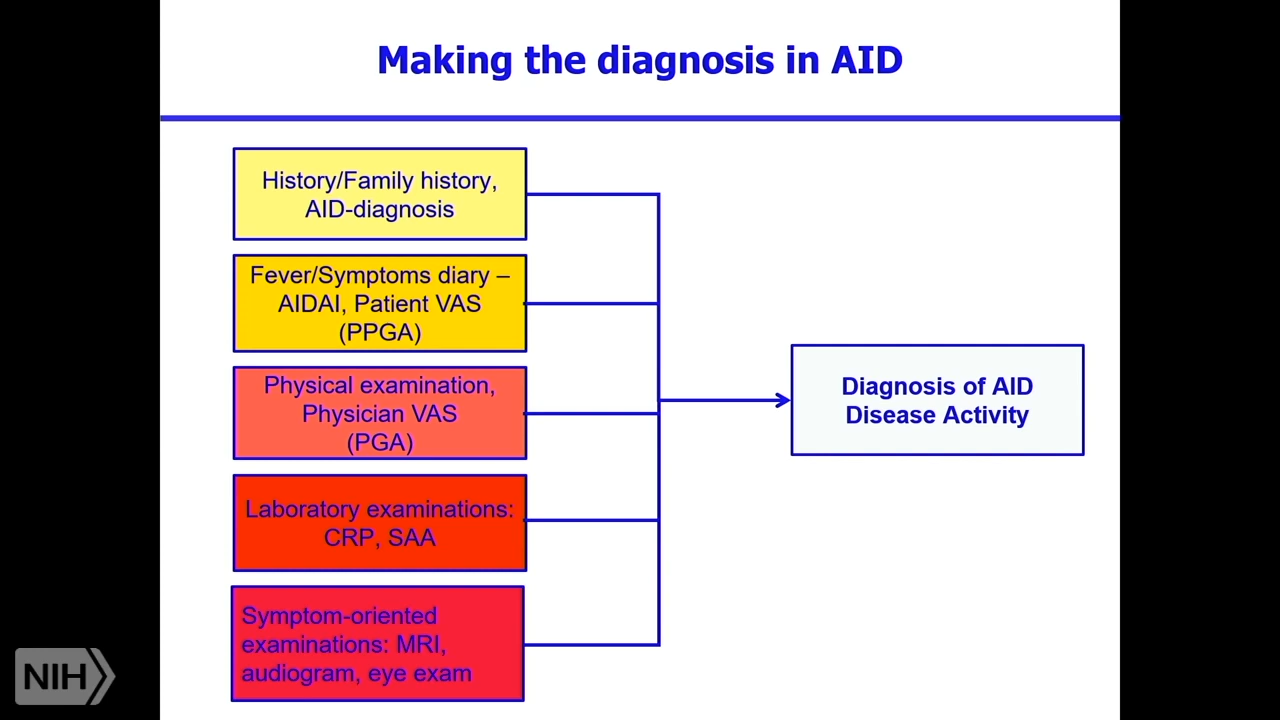 Making the diagnosis in AID
History/Family history,
AID-diagnosis
Fever/Symptoms diary –
AIDAI, Patient VAS
(PPGA)
Physical examination,
Physician VAS
(PGA)
Laboratory examinations:
CRP, SAA
Symptom-oriented
examinations: MRI,
audiogram, eye exam
Diagnosis of AID
Disease Activity
NIH